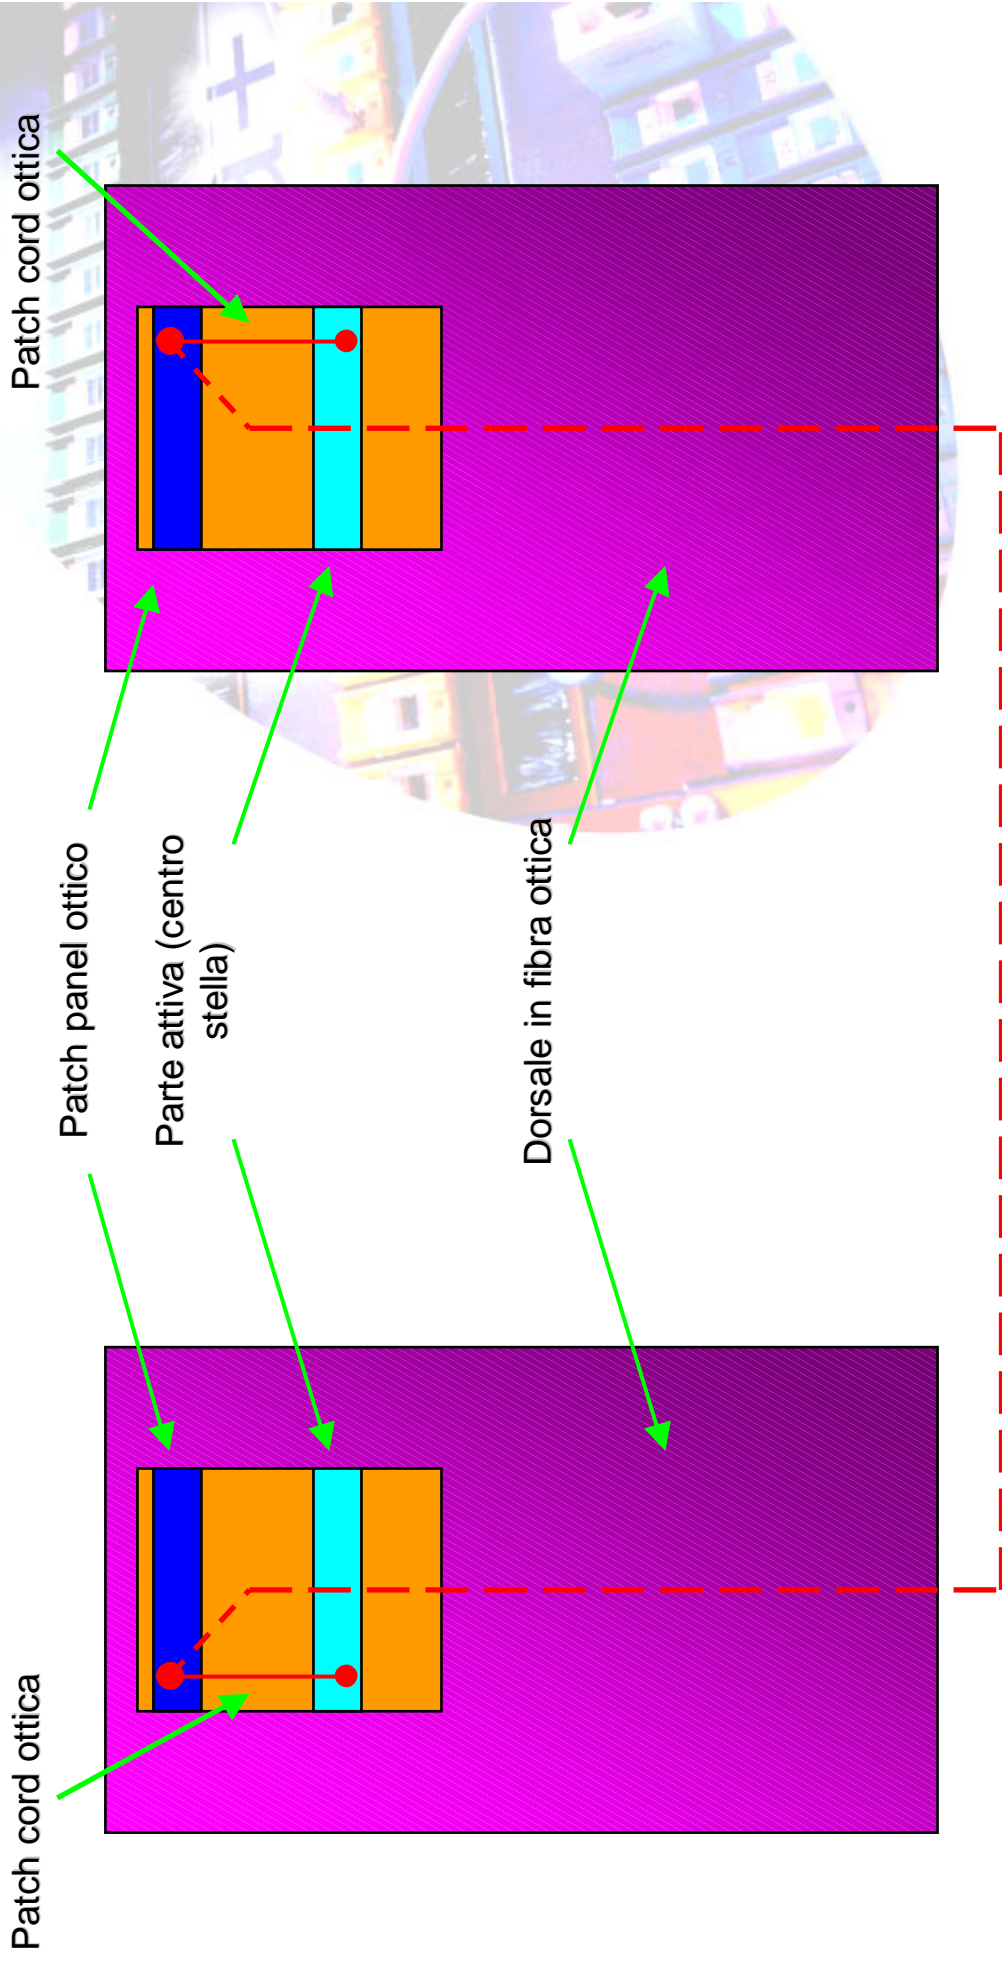 Patch cord ottica
Patch cord ottica
Patch panel ottico
Parte attiva (centro
stella)
Dorsale in fibra ottica